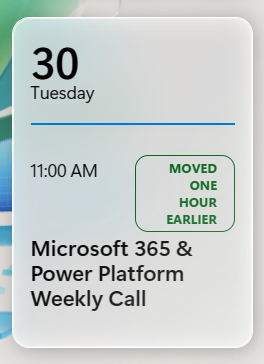 30
Tuesday
11:00 AM
MOVED
ONE
HOUR
EARLIER
Microsoft 365 &
Power Platform
Weekly Call